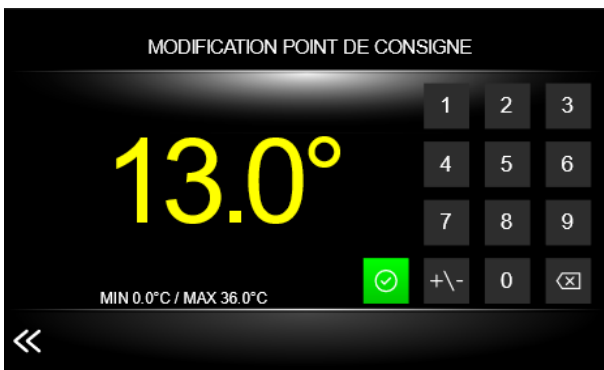 MODIFICATION POINT DE CONSIGNE
13.0°
1 2 3
4 5 6
7 8 9
+\- 0
MIN 0.0°C / MAX 36.0°C